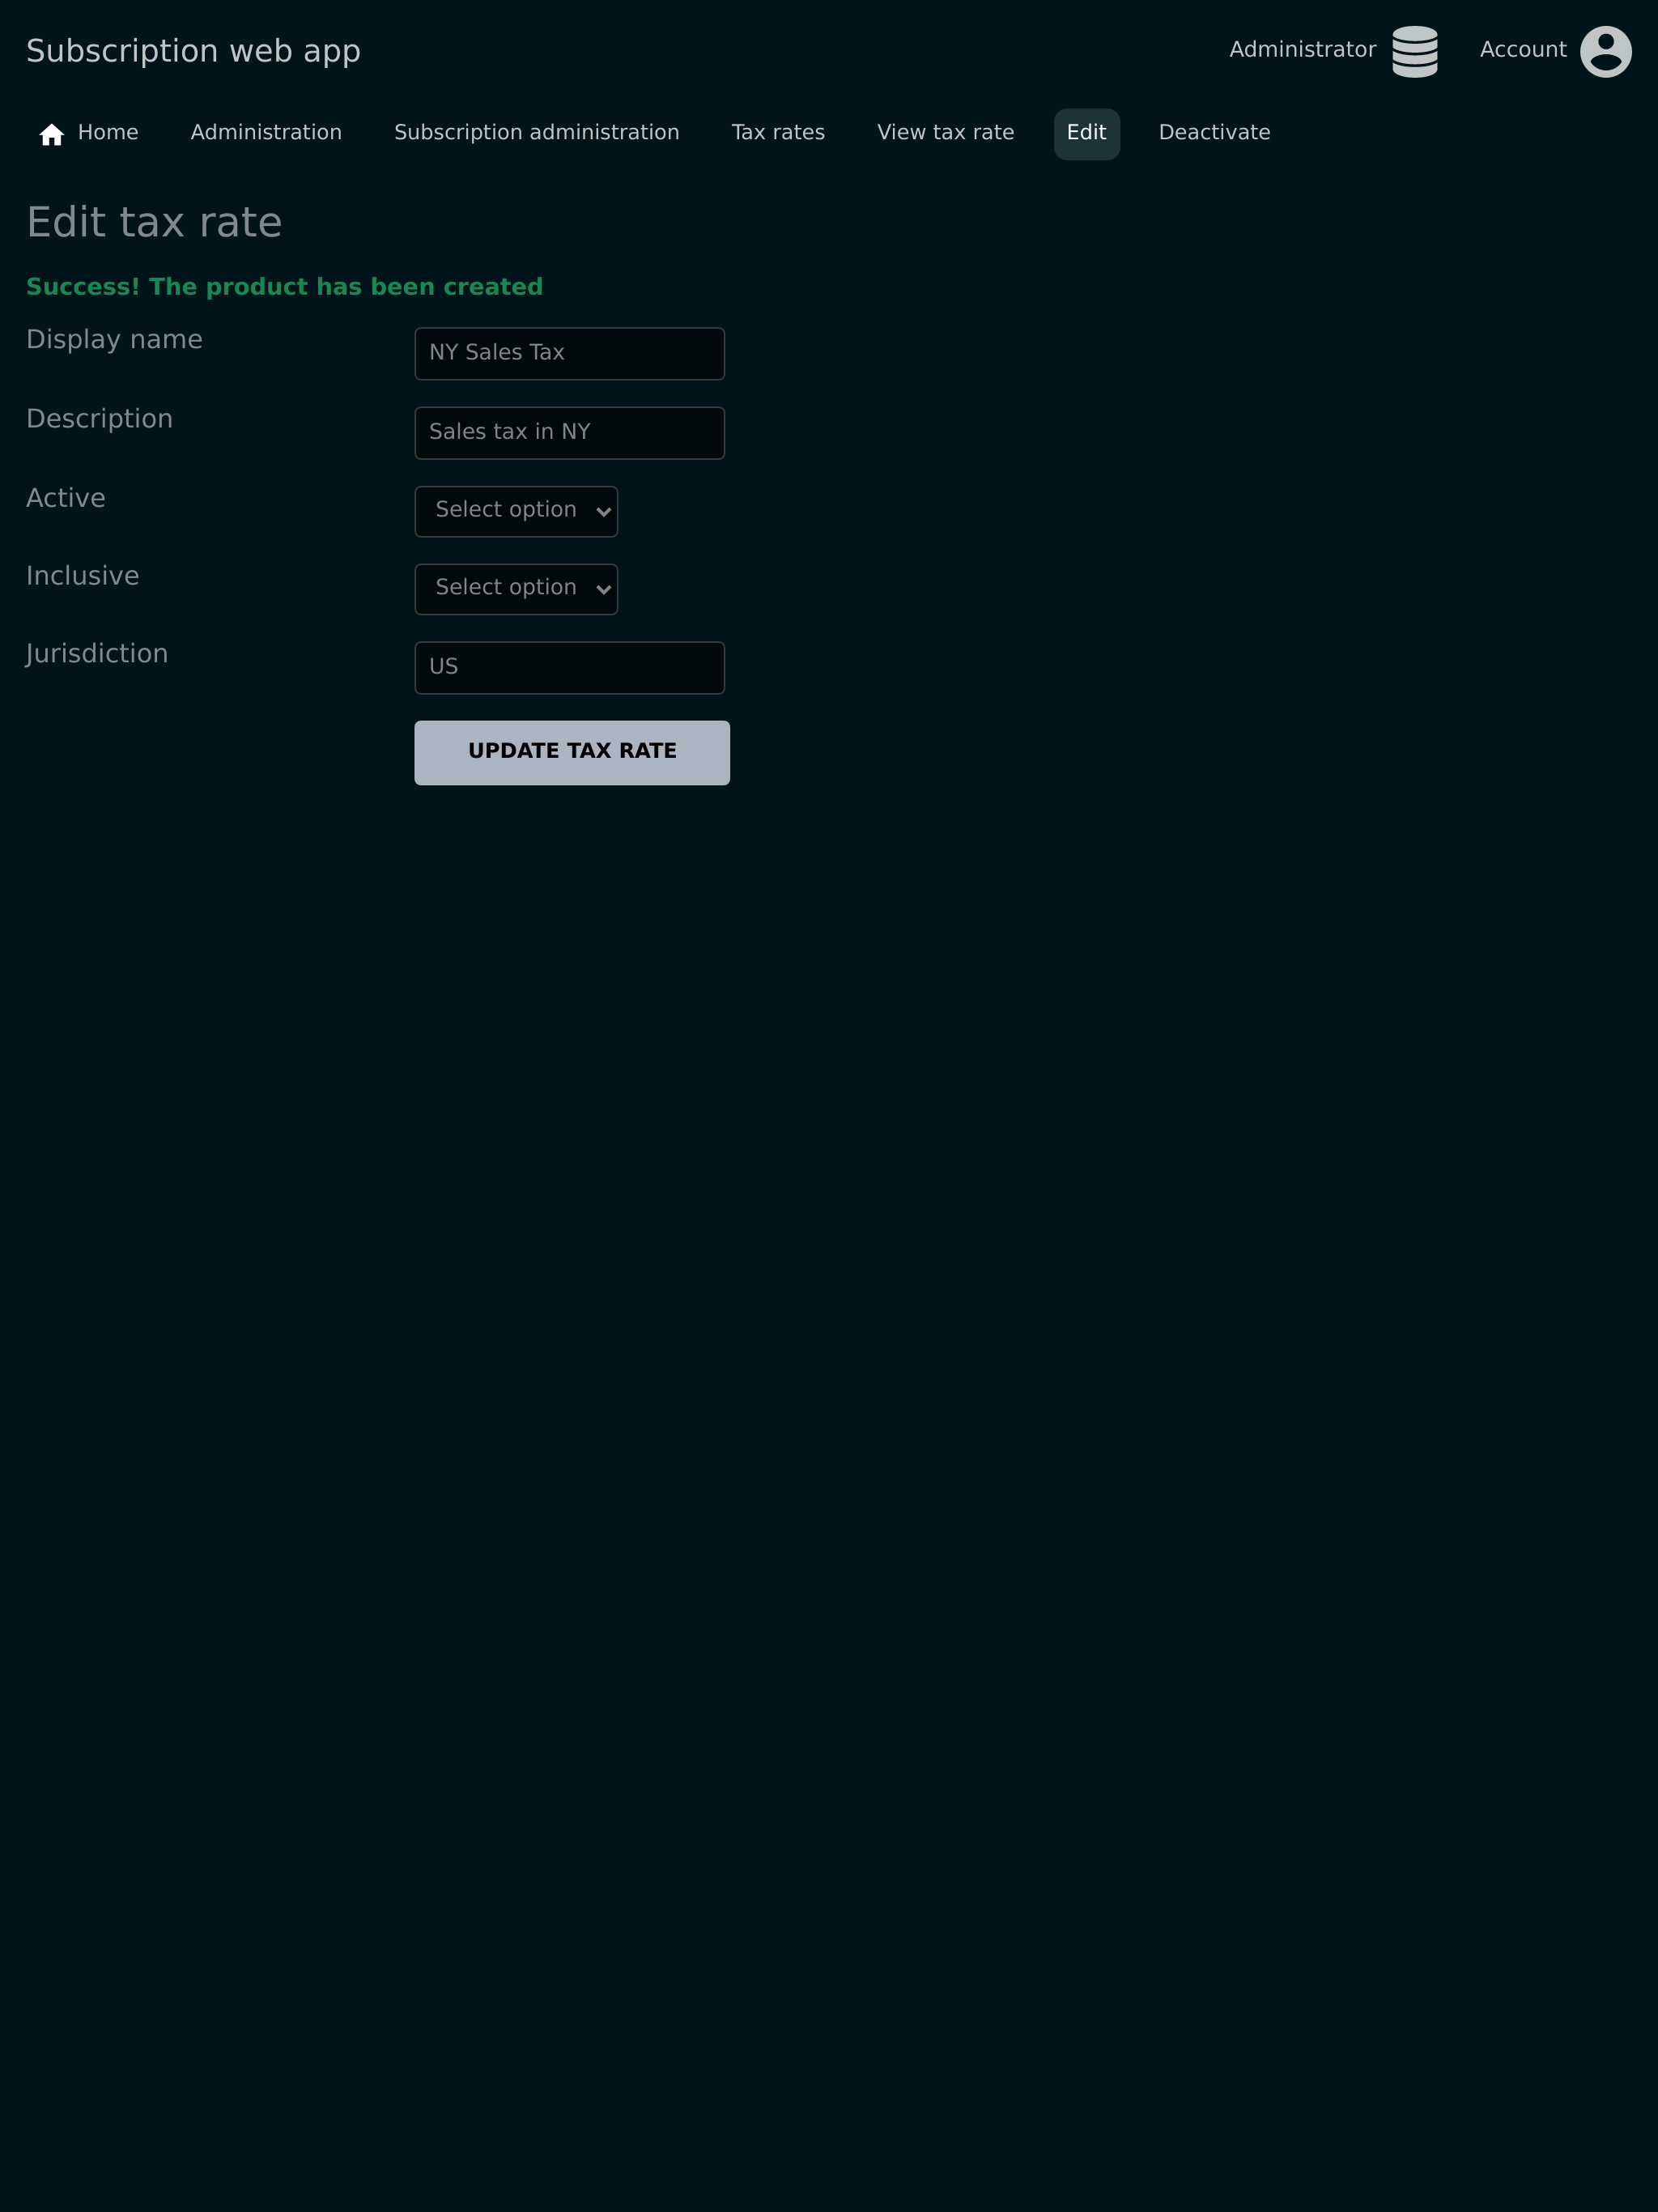 Subscription web app
Administrator
Account
Home
Administration
Subscription administration
Tax rates
View tax rate
Edit
Deactivate
Edit tax rate
Success! The product has been created
Display name
NY Sales Tax
Description
Sales tax in NY
Active
Select option
Inclusive
Select option
Jurisdiction
US
UPDATE TAX RATE